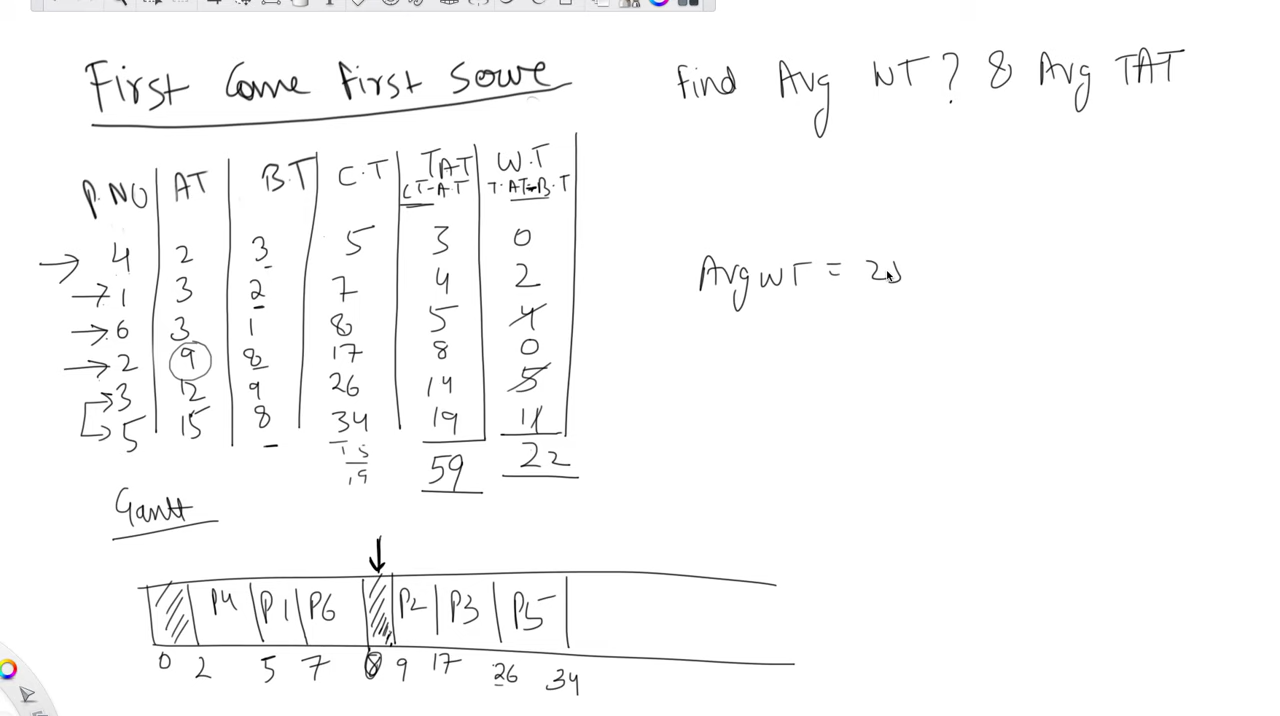 First Come First Serve
Find Avg WT ? & Avg TAT
P.NO AT B.T C.T TAT W.T
CT-AT T.AT-B.T
4 2 3 5 3 0
1 3 2 7 4 2
6 3 1 8 5 4
2 9 8 17 8 0
3 12 9 26 14 5
5 15 8 34 19 11
15
19
59 22
Avg WT = 2
Gantt
P4 P1 P6 P2 P3 P5
0 2 5 7 8 9 17 26 34